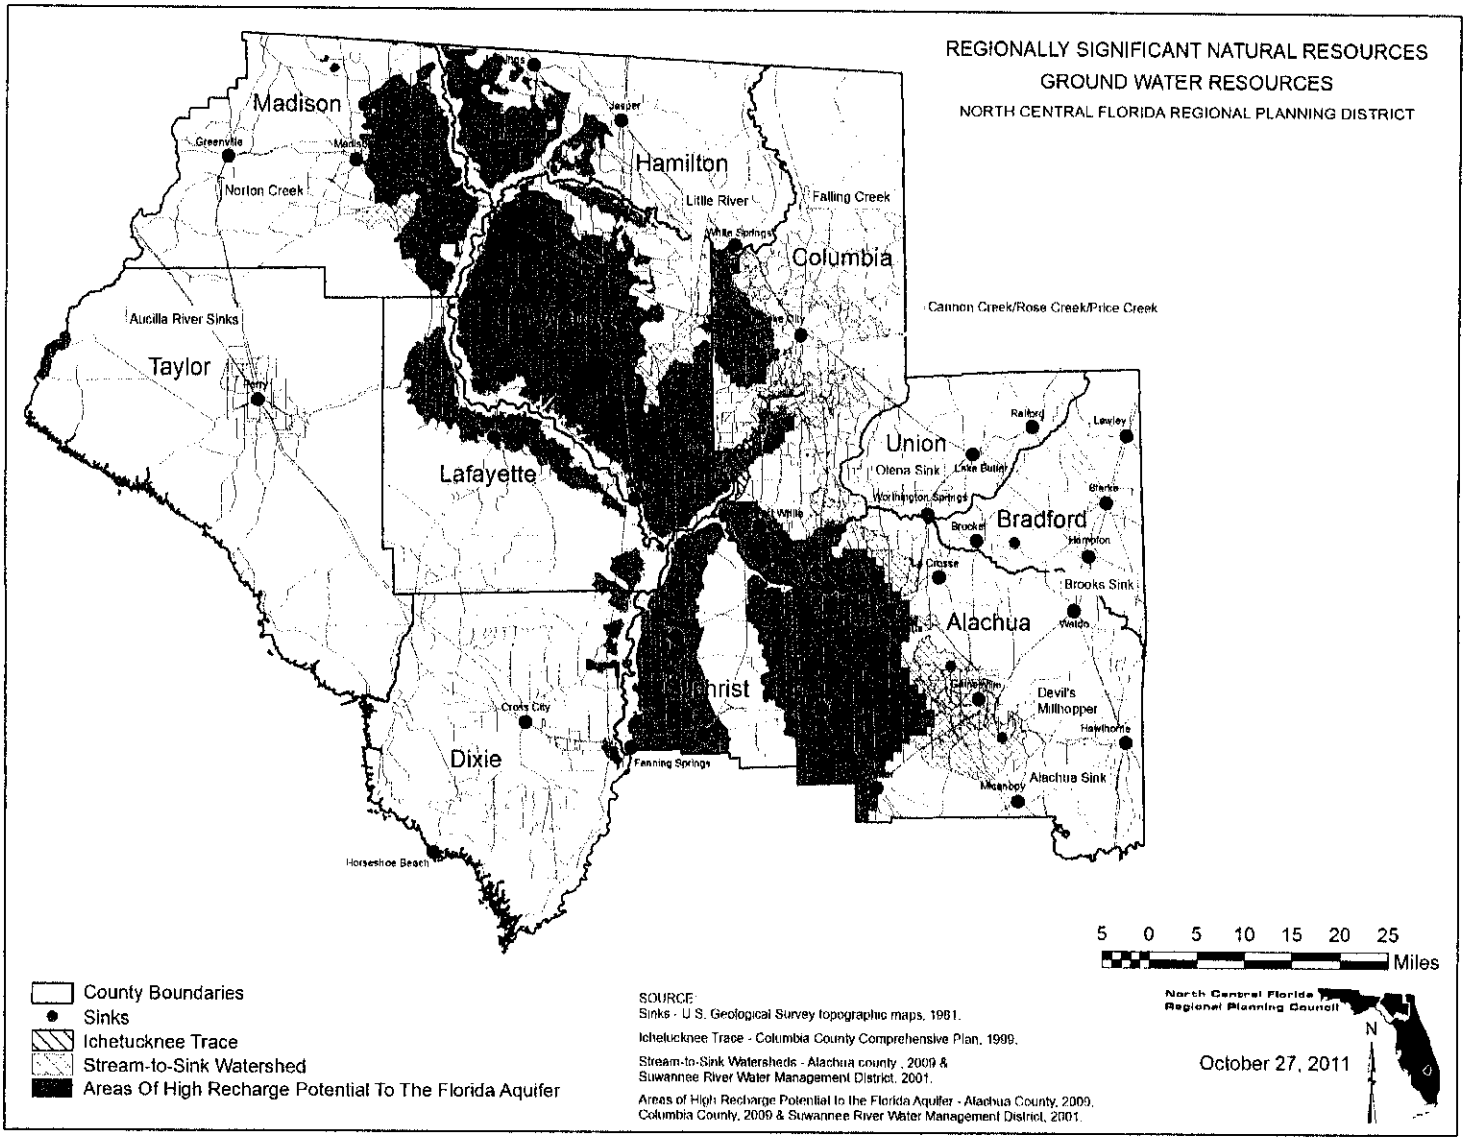 REGIONALLY SIGNIFICANT NATURAL RESOURCES
GROUND WATER RESOURCES
NORTH CENTRAL FLORIDA REGIONAL PLANNING DISTRICT
Madison
Jasper
Greenville
Hamilton
Norton Creek
Little River
Falling Creek
White Springs
Columbia
Cannon Creek/Rose Creek/Price Creek
Aucilla River Sinks
Taylor
Perry
Raiford
Lawtey
Union
Lafayette
Olena Sink
Lake Butler
Worthington Springs
Starke
White
Bradford
Brooker
Hampton
Crosse
Brooks Sink
Alachua
Waldo
Gainesville
Devil's
Millhopper
Cross City
Hawthorne
Dixie
Fanning Springs
Alachua Sink
Micanopy
Horseshoe Beach
5 0 5 10 15 20 25
Miles
County Boundaries
Sinks
Ichetucknee Trace
Stream-to-Sink Watershed
Areas Of High Recharge Potential To The Florida Aquifer
SOURCE:
Sinks - U.S. Geological Survey topographic maps, 1981.
Ichetucknee Trace - Columbia County Comprehensive Plan, 1999.
Stream-to-Sink Watersheds - Alachua county , 2009 &
Suwannee River Water Management District, 2001.
Areas of High Recharge Potential to the Florida Aquifer - Alachua County, 2009,
Columbia County, 2009 & Suwannee River Water Management District, 2001.
North Central Florida
Regional Planning Council
N
October 27, 2011